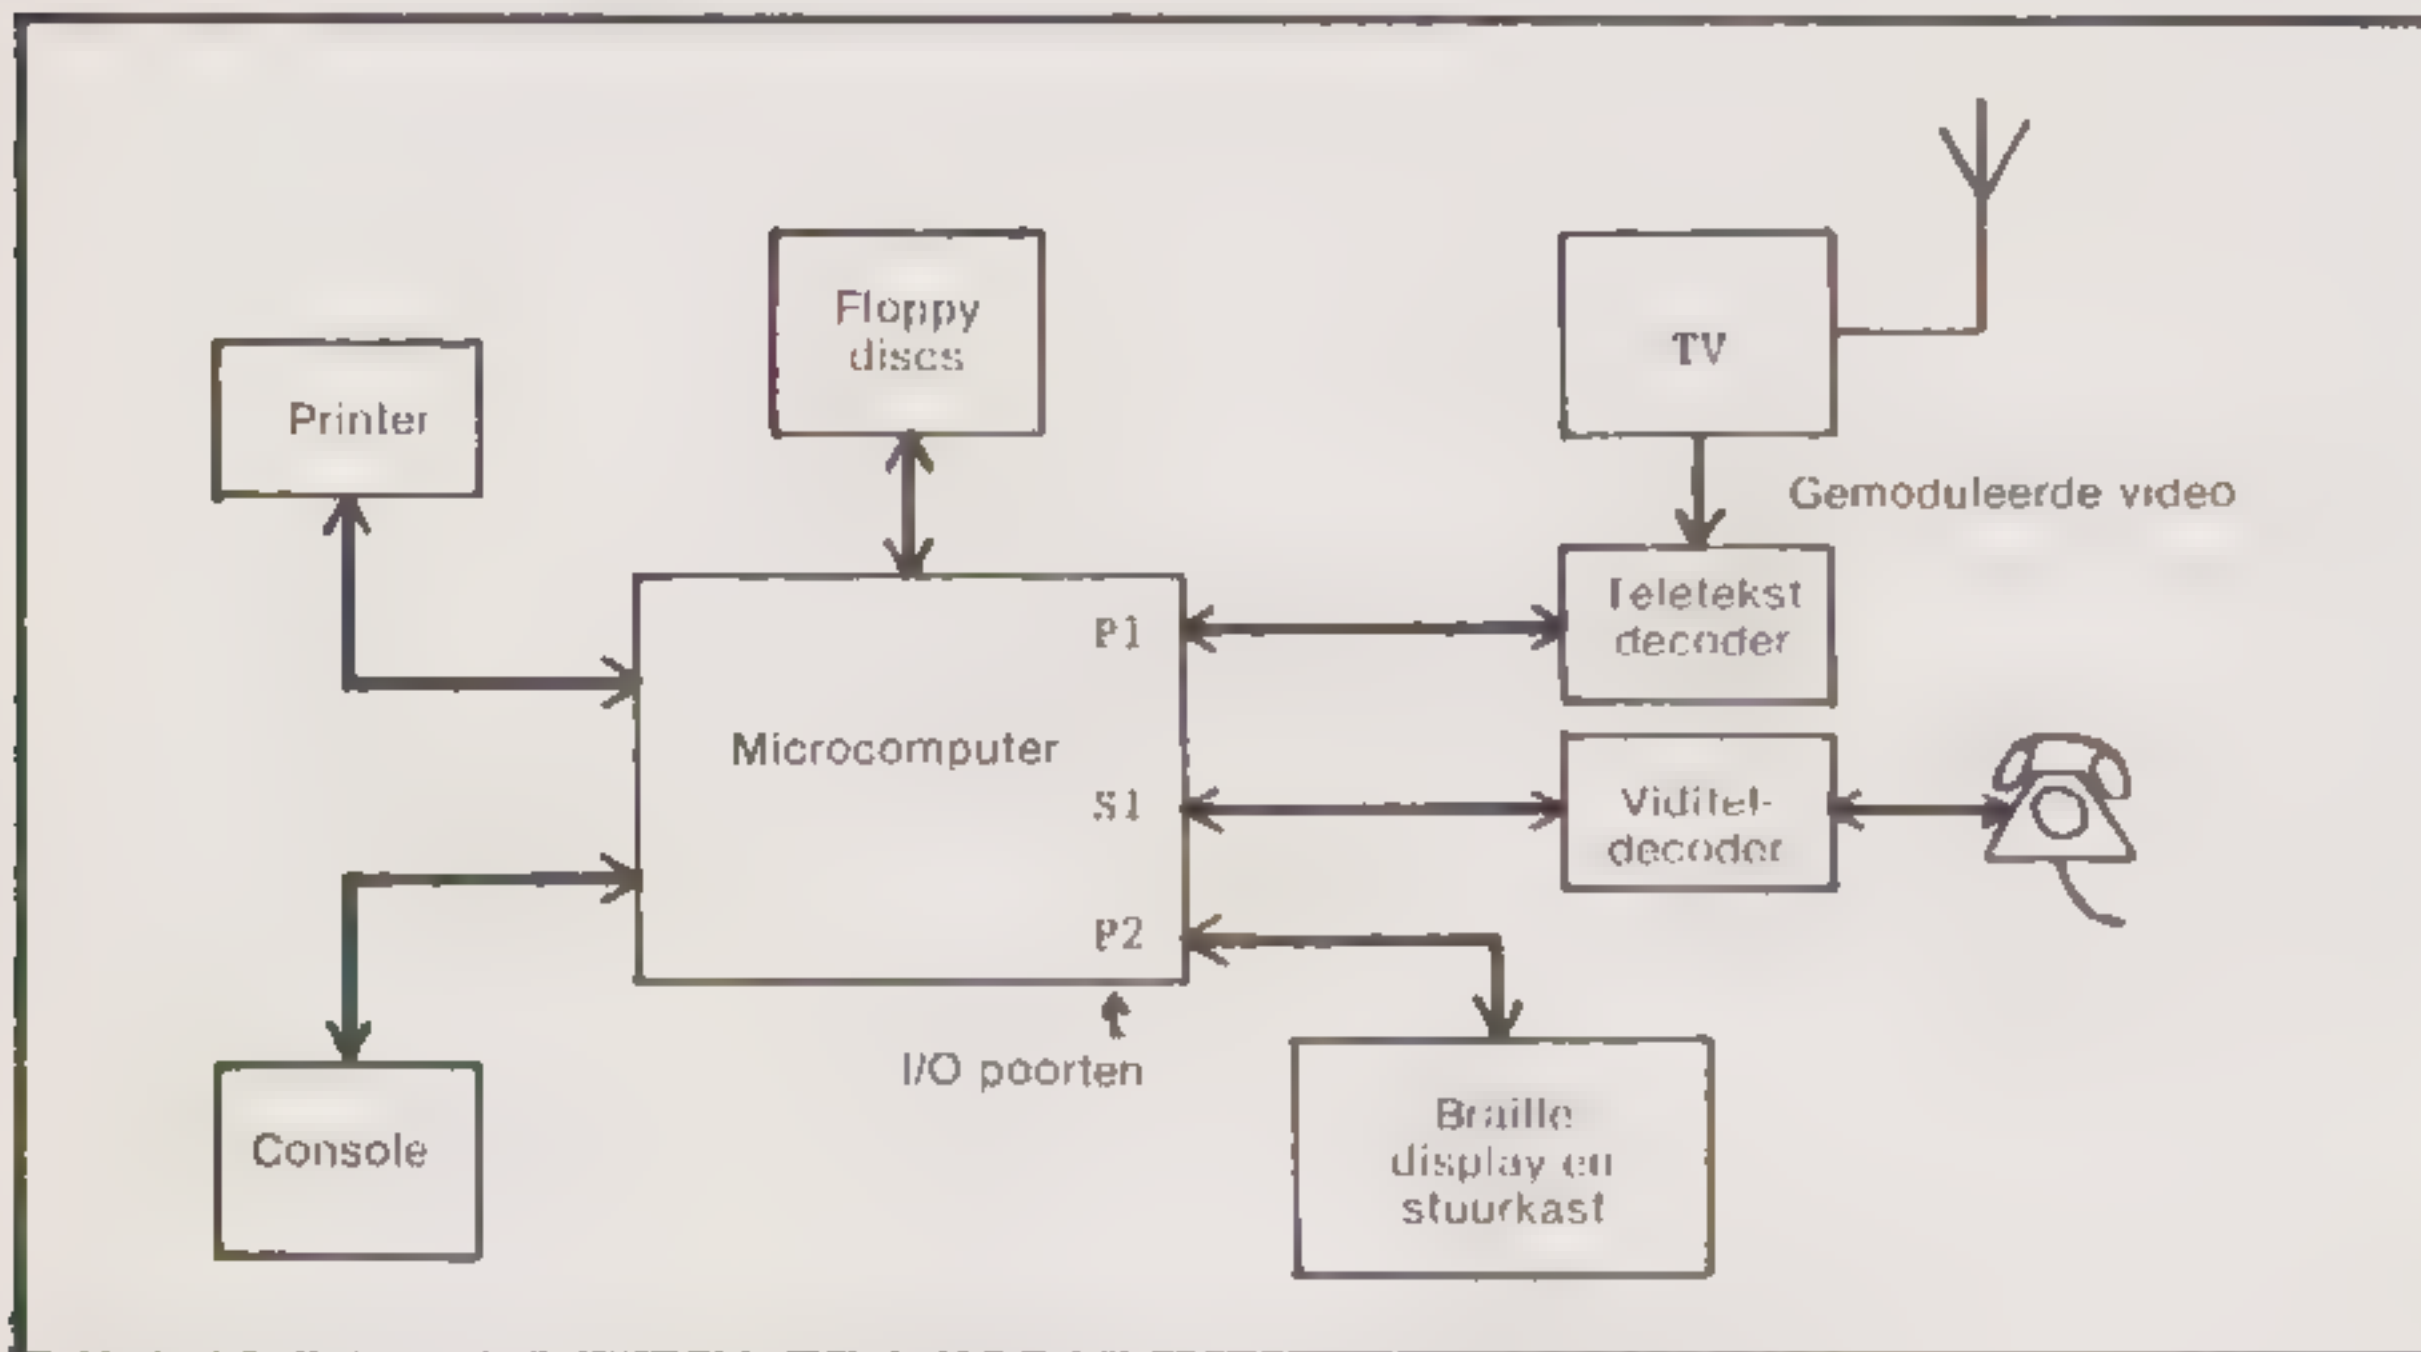 Floppy
discs
TV
Printer
Gemoduleerde video
Teletekst
decoder
P1
Microcomputer
S1
Viditel-
decoder
P2
I/O poorten
Braille
display en
stuurkast
Console